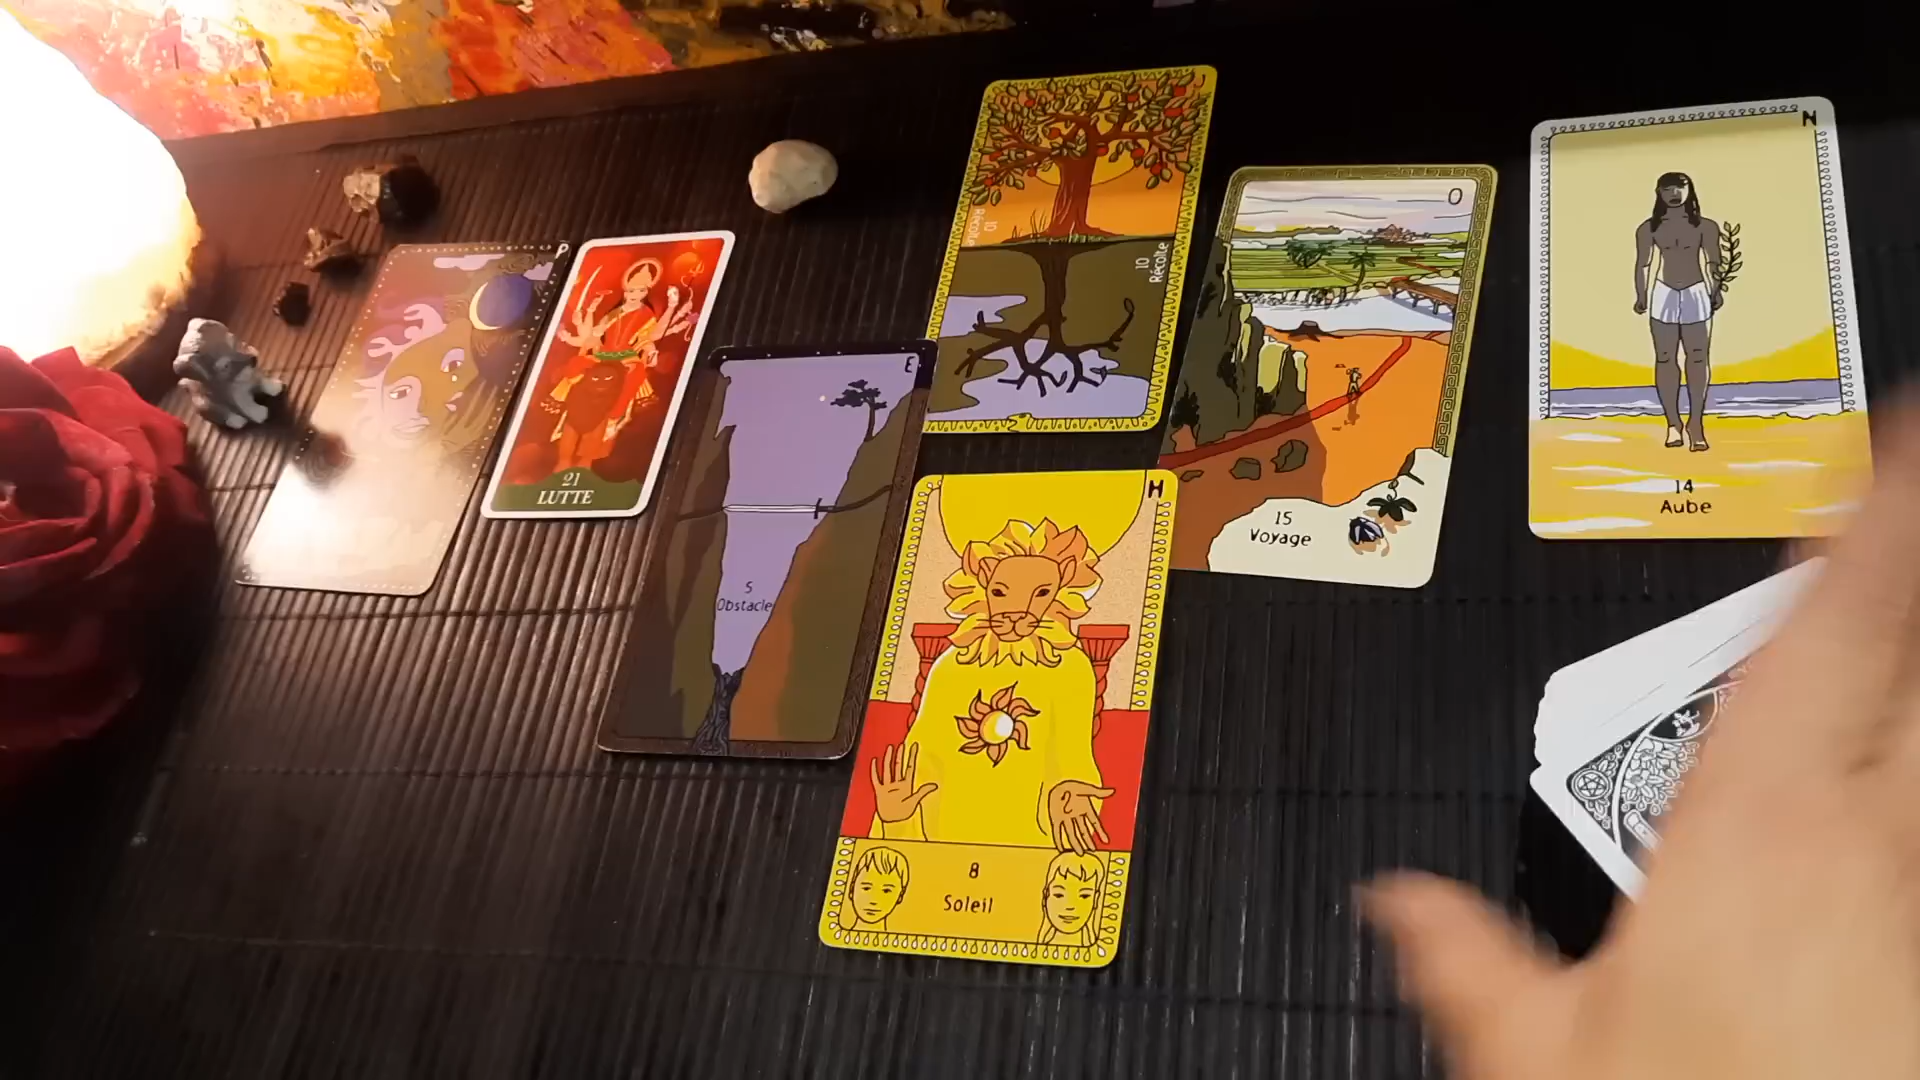 P
21
LUTTE
E
5
Obstacle
10
Récolte
10
Récolte
H
8
Soleil
O
15
Voyage
N
14
Aube